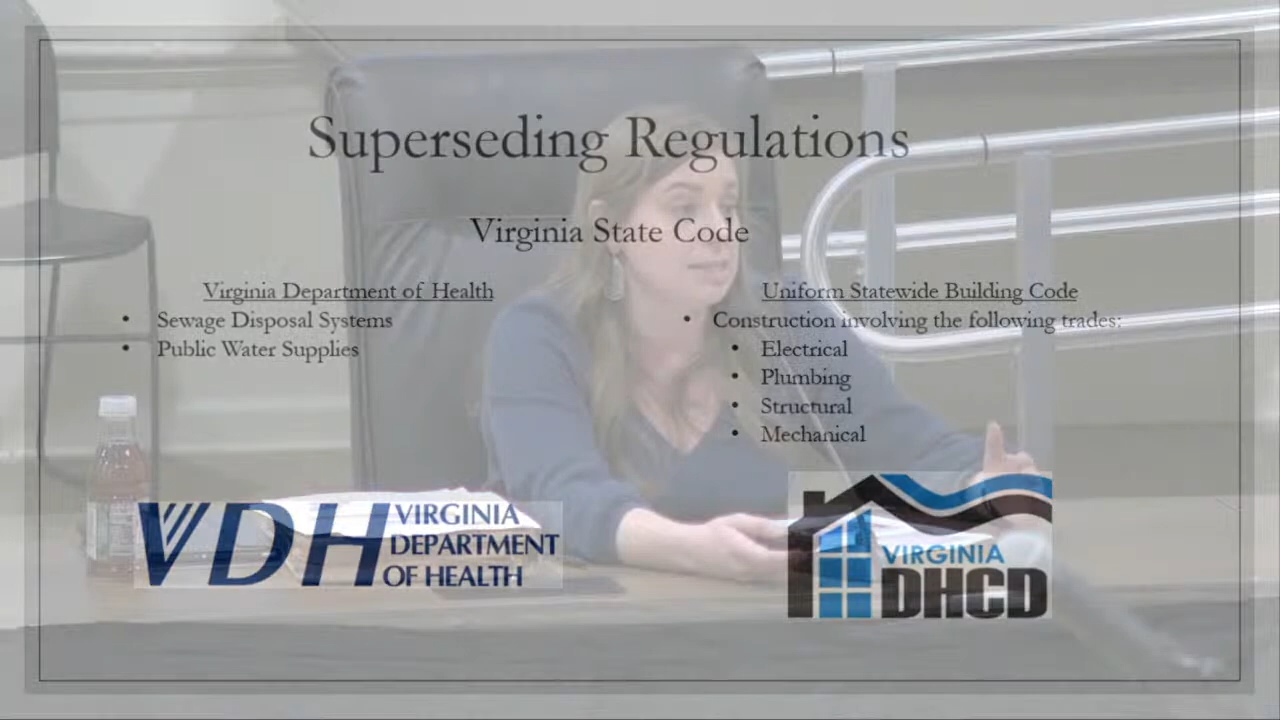 Superseding Regulations
Virginia State Code
Virginia Department of Health
• Sewage Disposal Systems
• Public Water Supplies
Uniform Statewide Building Code
• Construction involving the following trades:
• Electrical
• Plumbing
• Structural
• Mechanical
VDH VIRGINIA
DEPARTMENT
OF HEALTH
VIRGINIA
DHCD